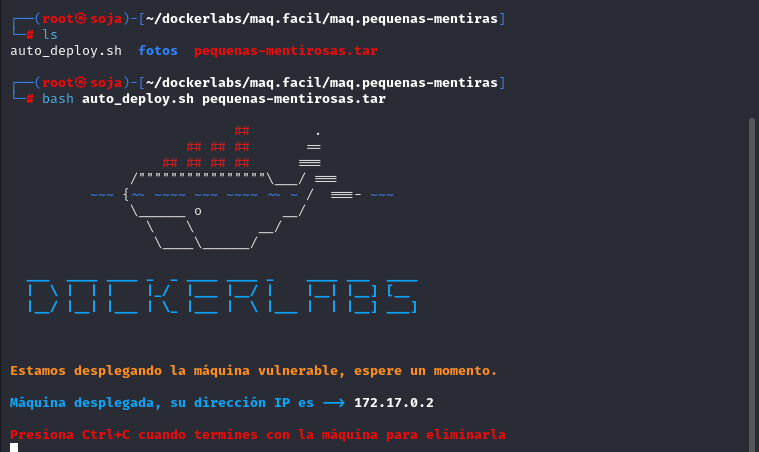 ┌──(root㉿soja)-[~/dockerlabs/maq.facil/maq.pequenas-mentiras]
└─# ls
auto_deploy.sh  fotos  pequenas-mentirosas.tar
┌──(root㉿soja)-[~/dockerlabs/maq.facil/maq.pequenas-mentiras]
└─# bash auto_deploy.sh pequenas-mentirosas.tar
DOCKERLABS
Estamos desplegando la máquina vulnerable, espere un momento.
Máquina desplegada, su dirección IP es --> 172.17.0.2
Presiona Ctrl+C cuando termines con la máquina para eliminarla